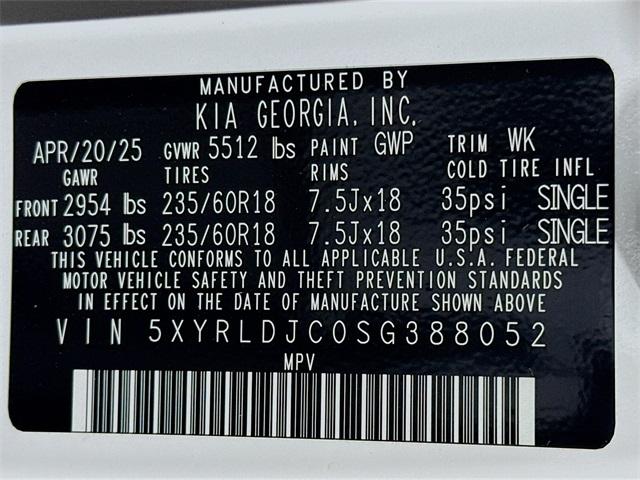 MANUFACTURED BY
KIA GEORGIA, INC.
APR/20/25 GVWR 5512 lbs PAINT GWP TRIM WK
GAWR TIRES RIMS COLD TIRE INFL
FRONT 2954 lbs 235/60R18 7.5Jx18 35psi SINGLE
REAR 3075 lbs 235/60R18 7.5Jx18 35psi SINGLE
THIS VEHICLE CONFORMS TO ALL APPLICABLE U.S.A. FEDERAL
MOTOR VEHICLE SAFETY AND THEFT PREVENTION STANDARDS
IN EFFECT ON THE DATE OF MANUFACTURE SHOWN ABOVE
VIN 5XYRLDJC0SG388052
MPV